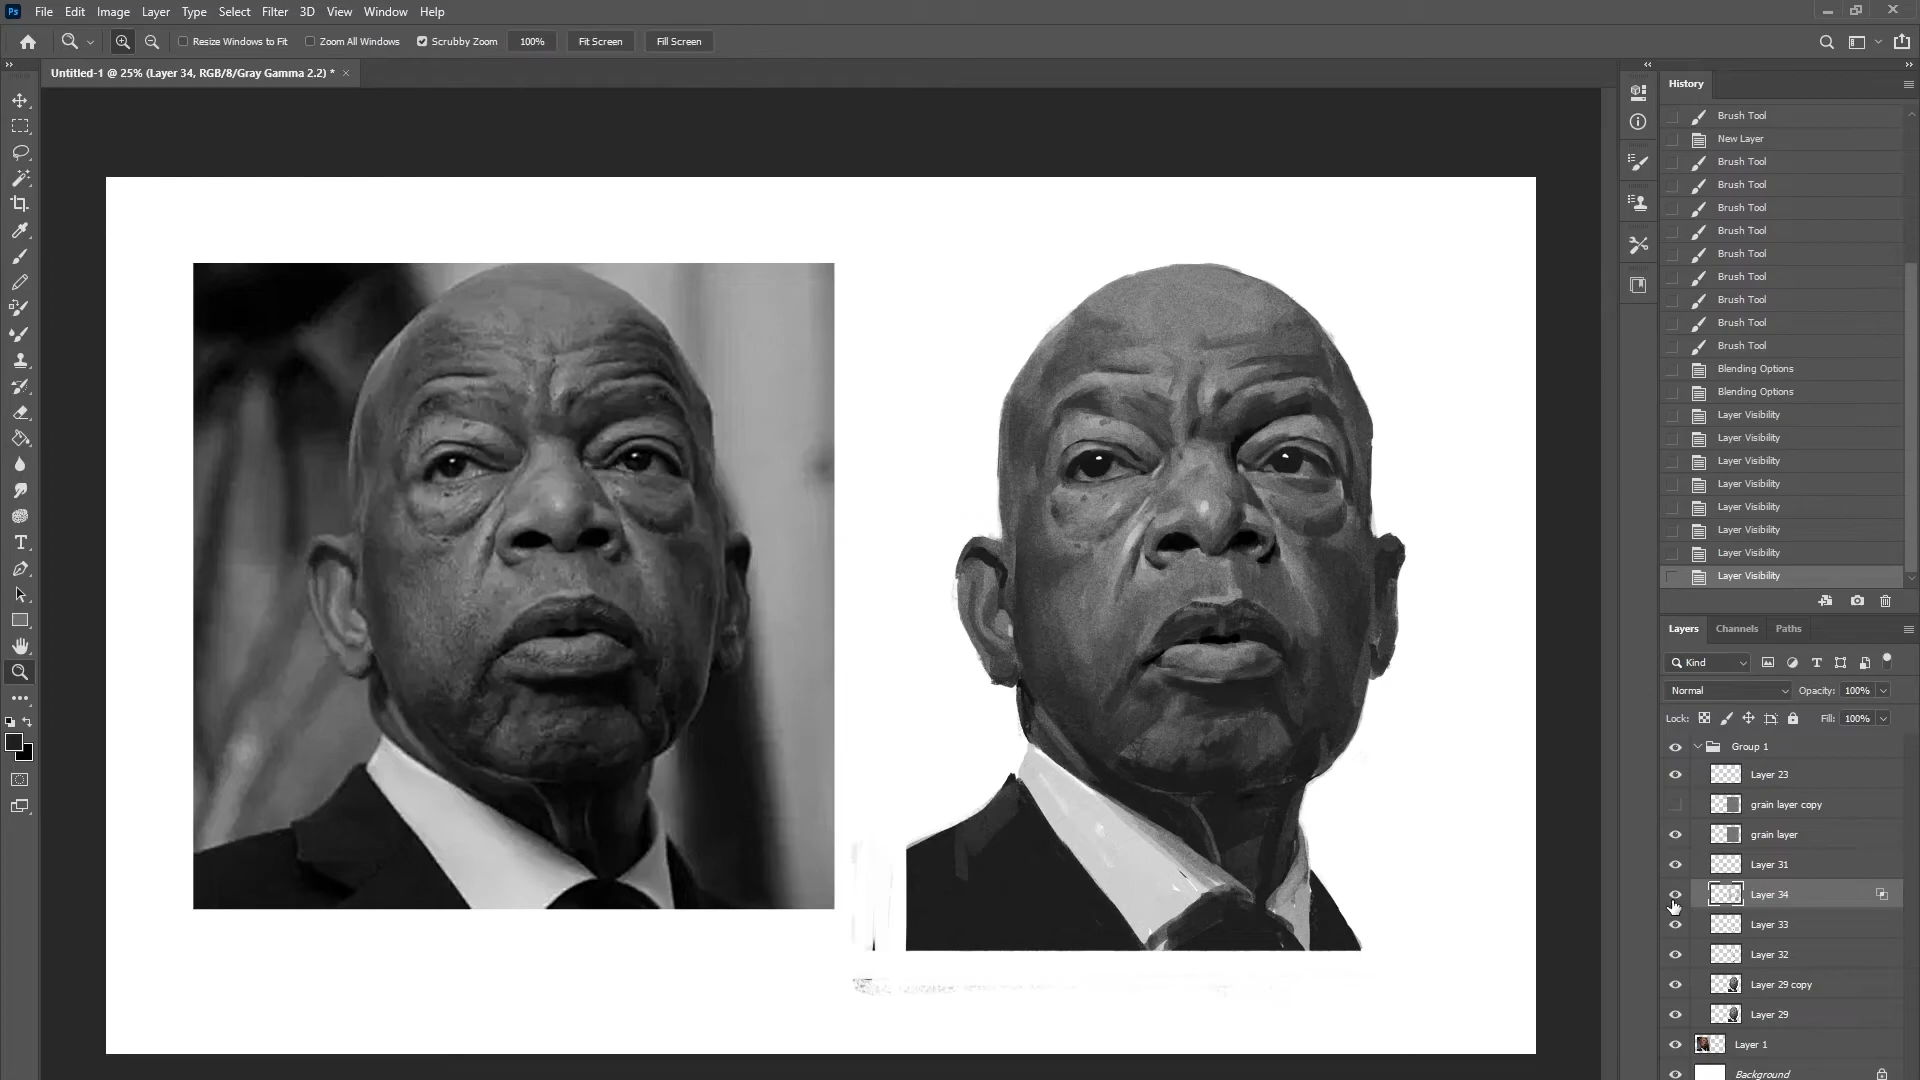 Ps File Edit Image Layer Type Select Filter 3D View Window Help
Resize Windows to Fit Zoom All Windows Scrubby Zoom 100% Fit Screen Fill Screen
Untitled-1 @ 25% (Layer 34, RGB/8/Gray Gamma 2.2) *
History
Brush Tool
New Layer
Brush Tool
Brush Tool
Brush Tool
Brush Tool
Brush Tool
Brush Tool
Brush Tool
Brush Tool
Brush Tool
Blending Options
Blending Options
Layer Visibility
Layer Visibility
Layer Visibility
Layer Visibility
Layer Visibility
Layer Visibility
Layer Visibility
Layer Visibility
Layers Channels Paths
Kind
Normal Opacity: 100%
Lock: Fill: 100%
Group 1
Layer 23
grain layer copy
grain layer
Layer 31
Layer 34
Layer 33
Layer 32
Layer 29 copy
Layer 29
Layer 1
Background